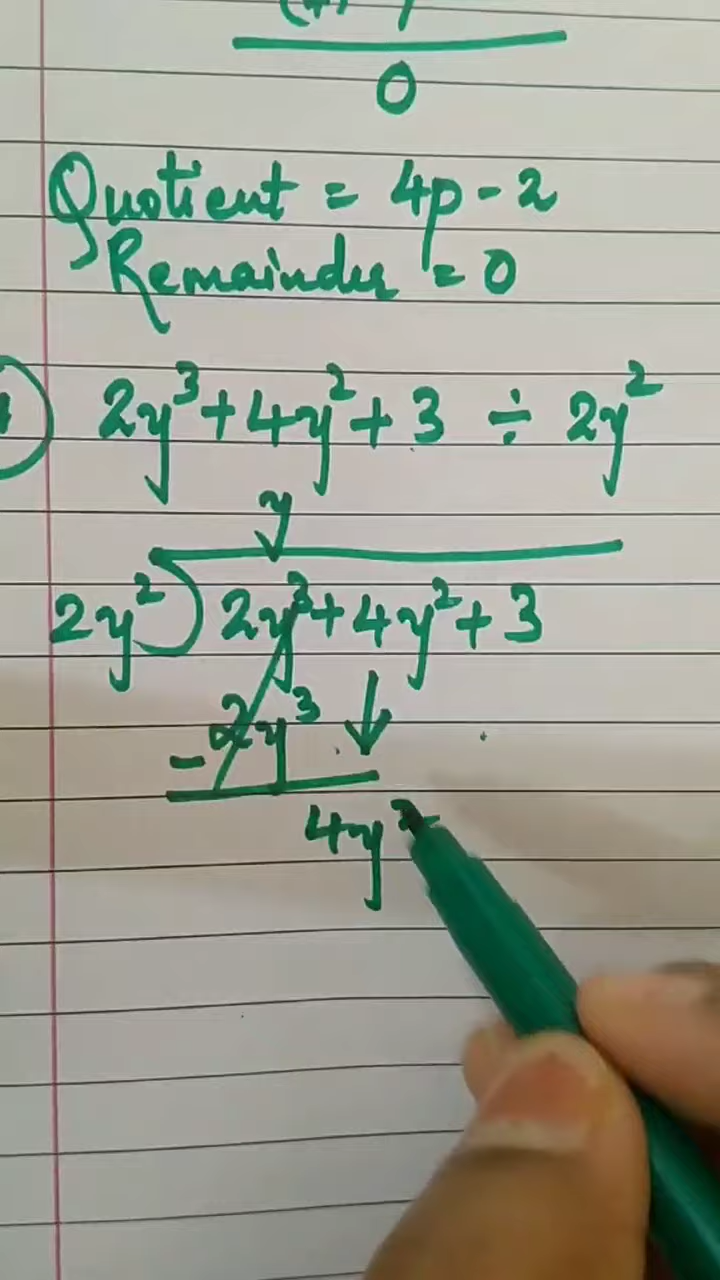 0
Quotient = 4p - 2
Remainder = 0
2y³ + 4y² + 3 ÷ 2y²
y
2y² ) 2y³ + 4y² + 3
- 2y³ ↓
4y²